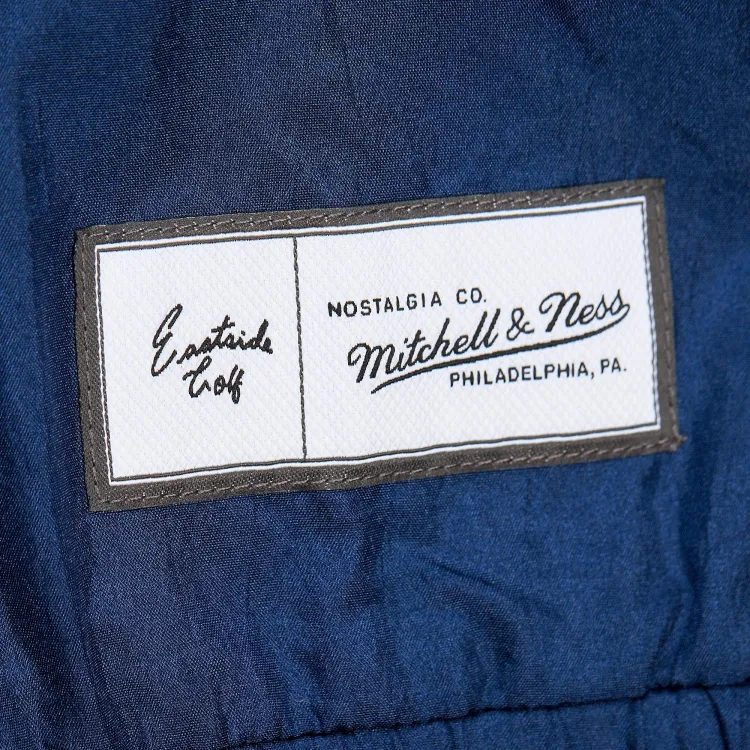 Eastside
Golf
NOSTALGIA CO.
Mitchell & Ness
PHILADELPHIA, PA.